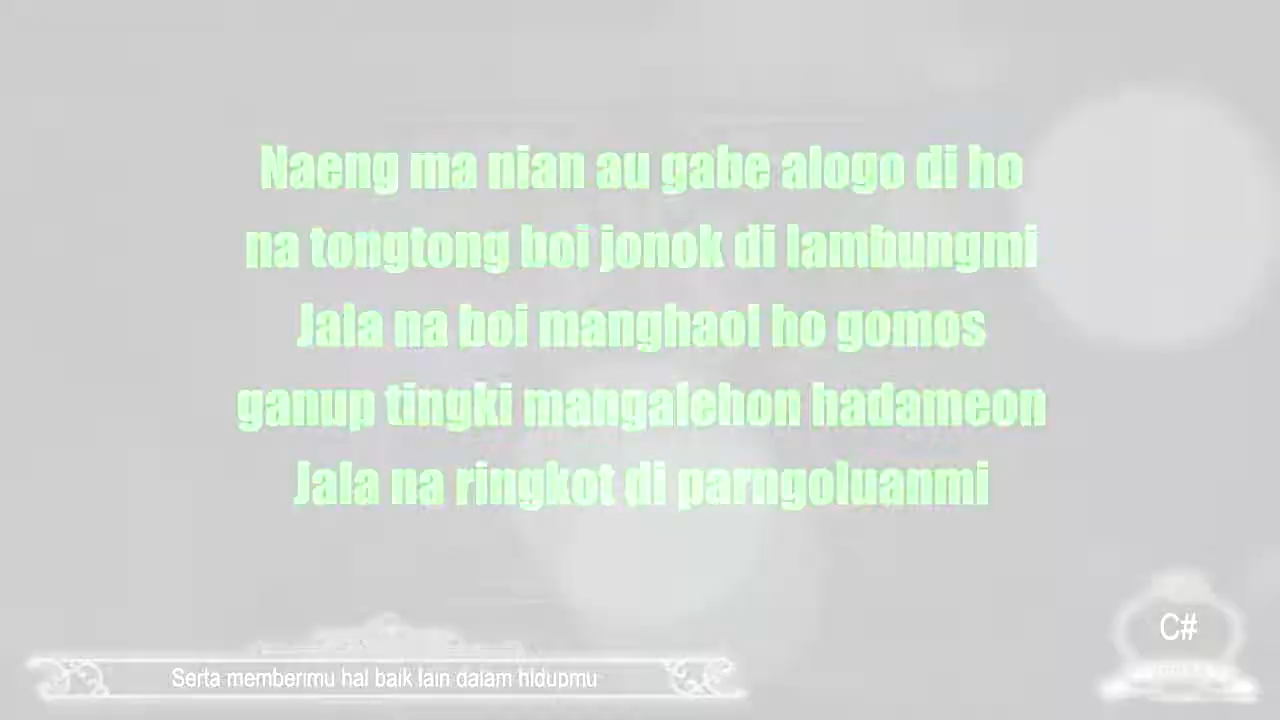 Naeng ma nian au gabe alogo di ho
na tongtong boi jonok di lambungmi
Jala na boi manghaol ho gomos
ganup tingki mangalehon hadameon
Jala na ringkot di parngoluanmi
C#
Serta memberimu hal baik lain dalam hidupmu